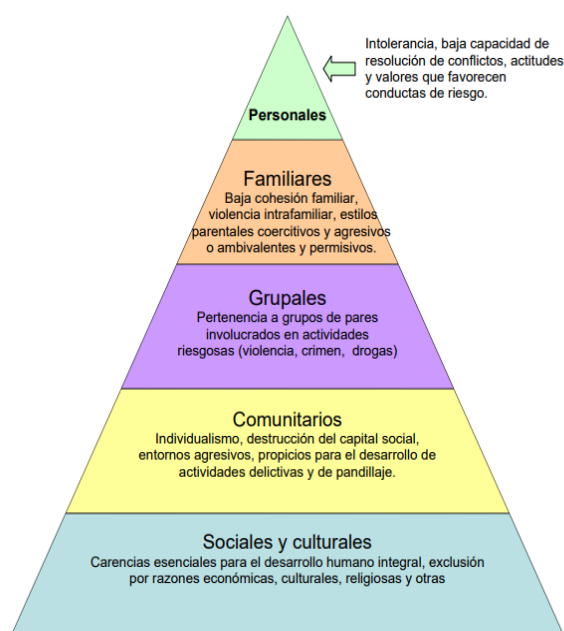 Intolerancia, baja capacidad de
resolución de conflictos, actitudes
y valores que favorecen
conductas de riesgo.
Personales
Familiares
Baja cohesión familiar,
violencia intrafamiliar, estilos
parentales coercitivos y agresivos
o ambivalentes y permisivos.
Grupales
Pertenencia a grupos de pares
involucrados en actividades
riesgosas (violencia, crimen, drogas)
Comunitarios
Individualismo, destrucción del capital social,
entornos agresivos, propicios para el desarrollo de
actividades delictivas y de pandillaje.
Sociales y culturales
Carencias esenciales para el desarrollo humano integral, exclusión
por razones económicas, culturales, religiosas y otras